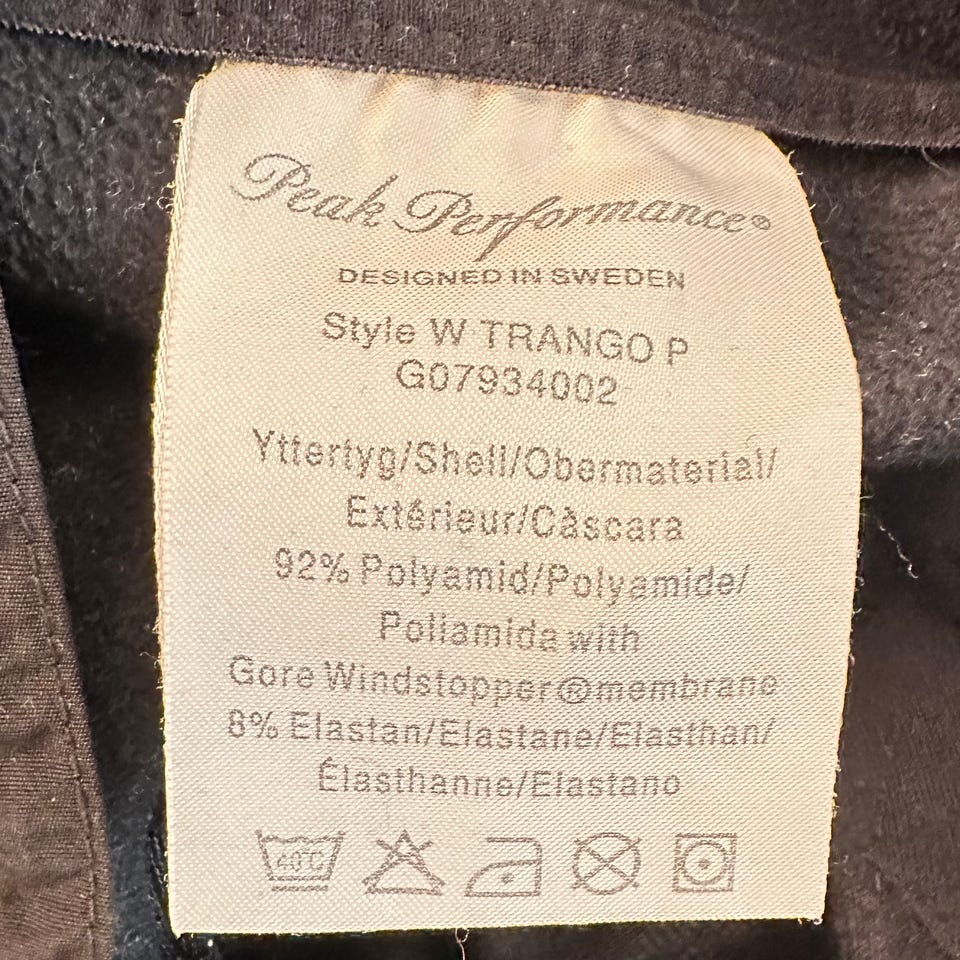 Peak Performance®
DESIGNED IN SWEDEN
Style W TRANGO P
G07934002
Yttertyg/Shell/Obermaterial/
Extérieur/Càscara
92% Polyamid/Polyamide/
Poliamida with
Gore Windstopper®membrane
8% Elastan/Elastane/Elasthan/
Élasthanne/Elastano
40°C